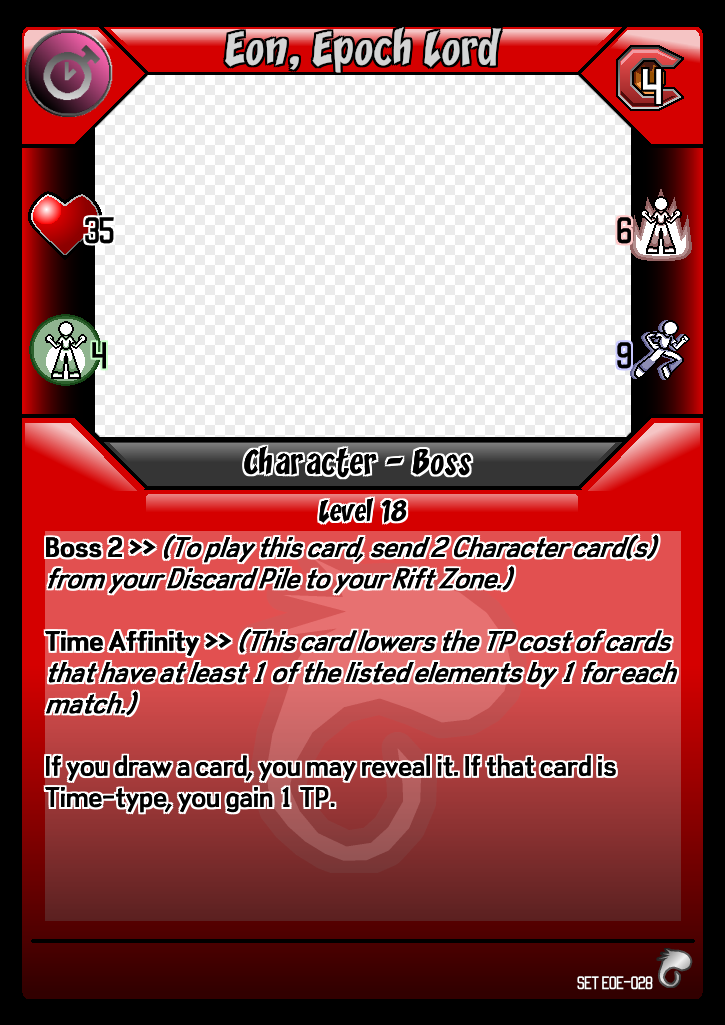 Eon, Epoch Lord
4
35
6
4
9
Character - Boss
Level 18
Boss 2 >> (To play this card, send 2 Character card(s)
from your Discard Pile to your Rift Zone.)
Time Affinity >> (This card lowers the TP cost of cards
that have at least 1 of the listed elements by 1 for each
match.)
If you draw a card, you may reveal it. If that card is
Time-type, you gain 1 TP.
SET EOE-028